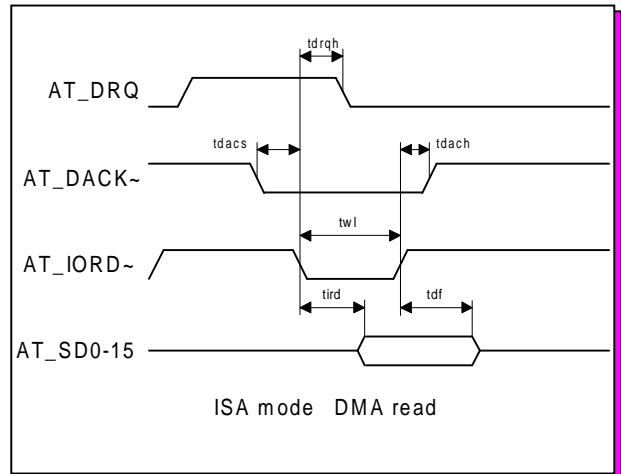 tdrqh
AT_DRQ
tdacs tdach
AT_DACK~
twl
AT_IORD~
tird tdf
AT_SD0-15
ISA mode DMA read